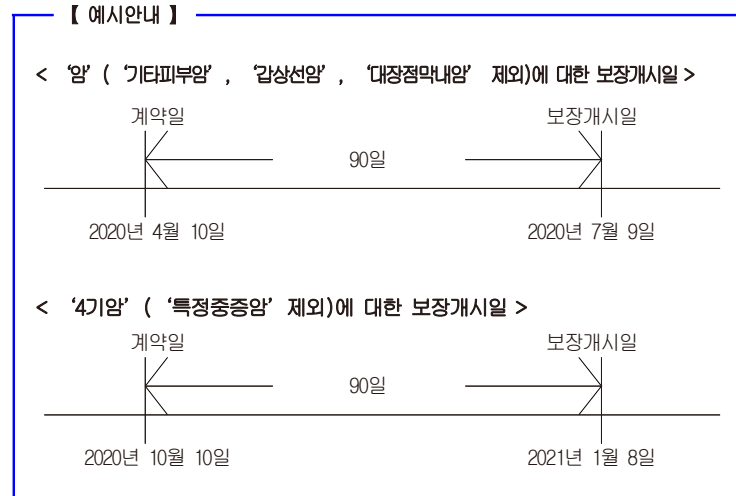 【 예시안내 】
< ‘암’ ( ‘기타피부암’ , ‘갑상선암’ , ‘대장점막내암’ 제외)에 대한 보장개시일 >
계약일 보장개시일
90일
2020년 4월 10일 2020년 7월 9일
< ‘4기암’ ( ‘특정중증암’ 제외)에 대한 보장개시일 >
계약일 보장개시일
90일
2020년 10월 10일 2021년 1월 8일